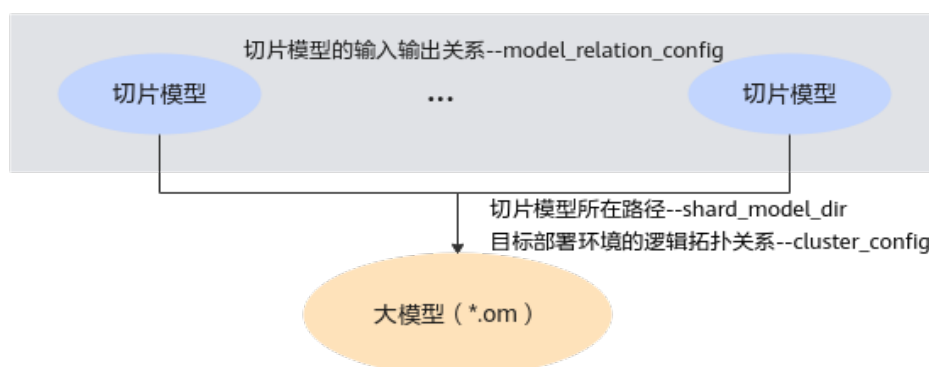 切片模型的输入输出关系--model_relation_config
切片模型
...
切片模型
切片模型所在路径--shard_model_dir
目标部署环境的逻辑拓扑关系--cluster_config
大模型（*.om）